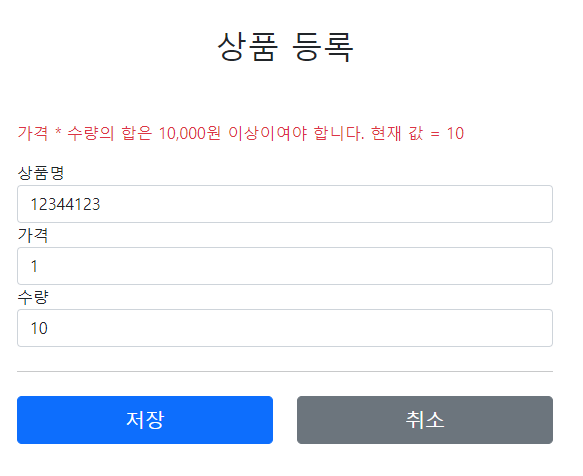 상품 등록
가격 * 수량의 합은 10,000원 이상이여야 합니다. 현재 값 = 10
상품명
12344123
가격
1
수량
10
저장 취소